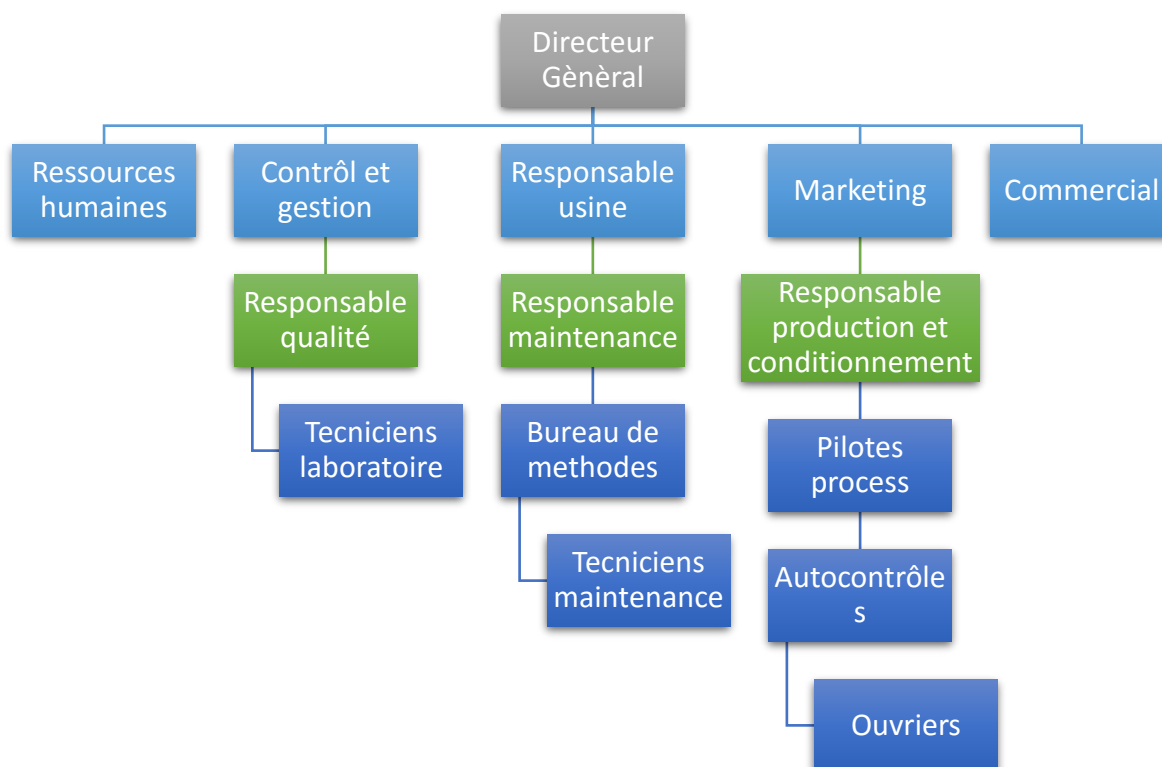 Directeur
Gènèral
Ressources
humaines
Contrôl et
gestion
Responsable
usine
Marketing
Commercial
Responsable
qualité
Responsable
maintenance
Responsable
production et
conditionnement
Tecniciens
laboratoire
Bureau de
methodes
Pilotes
process
Tecniciens
maintenance
Autocontrôle
s
Ouvriers